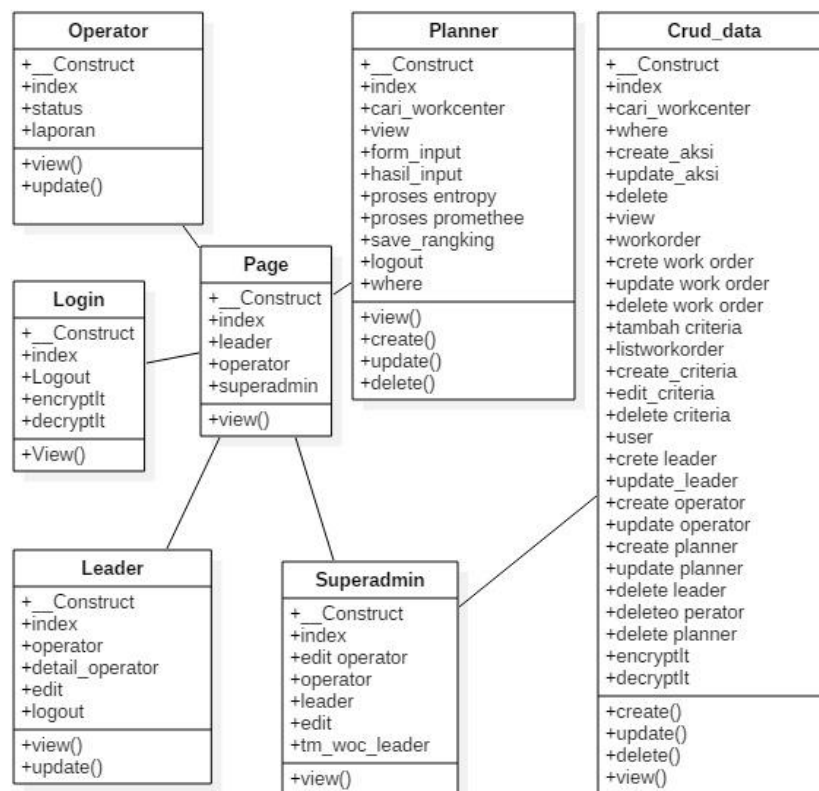 Operator
+__Construct
+index
+status
+laporan
+view()
+update()
Planner
+__Construct
+index
+cari_workcenter
+view
+form_input
+hasil_input
+proses entropy
+proses promethee
+save_rangking
+logout
+where
+view()
+create()
+update()
+delete()
Crud_data
+__Construct
+index
+cari_workcenter
+where
+create_aksi
+update_aksi
+delete
+view
+workorder
+crete work order
+update work order
+delete work order
+tambah criteria
+listworkorder
+create_criteria
+edit_criteria
+delete criteria
+user
+crete leader
+update_leader
+create operator
+update operator
+create planner
+update planner
+delete leader
+deleteo perator
+delete planner
+encryptIt
+decryptIt
+create()
+update()
+delete()
+view()
Page
+__Construct
+index
+leader
+operator
+superadmin
+view()
Login
+__Construct
+index
+Logout
+encryptIt
+decryptIt
+View()
Leader
+__Construct
+index
+operator
+detail_operator
+edit
+logout
+view()
+update()
Superadmin
+__Construct
+index
+edit operator
+operator
+leader
+edit
+tm_woc_leader
+view()